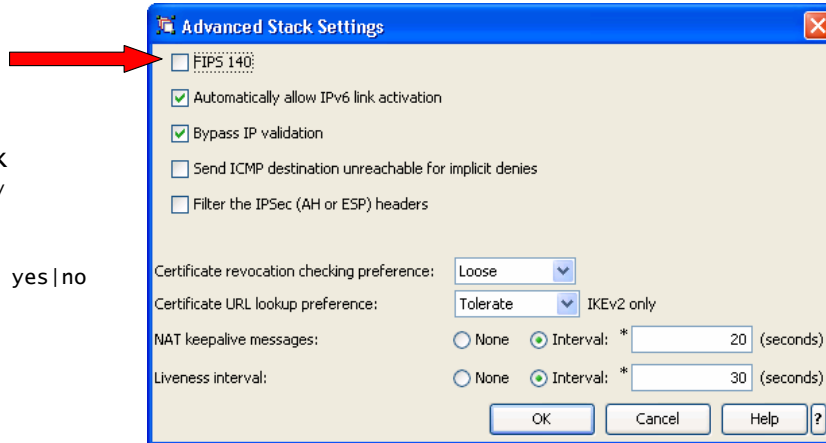 Advanced Stack Settings
FIPS 140
Automatically allow IPv6 link activation
Bypass IP validation
Send ICMP destination unreachable for implicit denies
Filter the IPSec (AH or ESP) headers
yes|no
Certificate revocation checking preference: Loose
Certificate URL lookup preference: Tolerate IKEv2 only
NAT keepalive messages: None Interval: * 20 (seconds)
Liveness interval: None Interval: * 30 (seconds)
OK Cancel Help ?